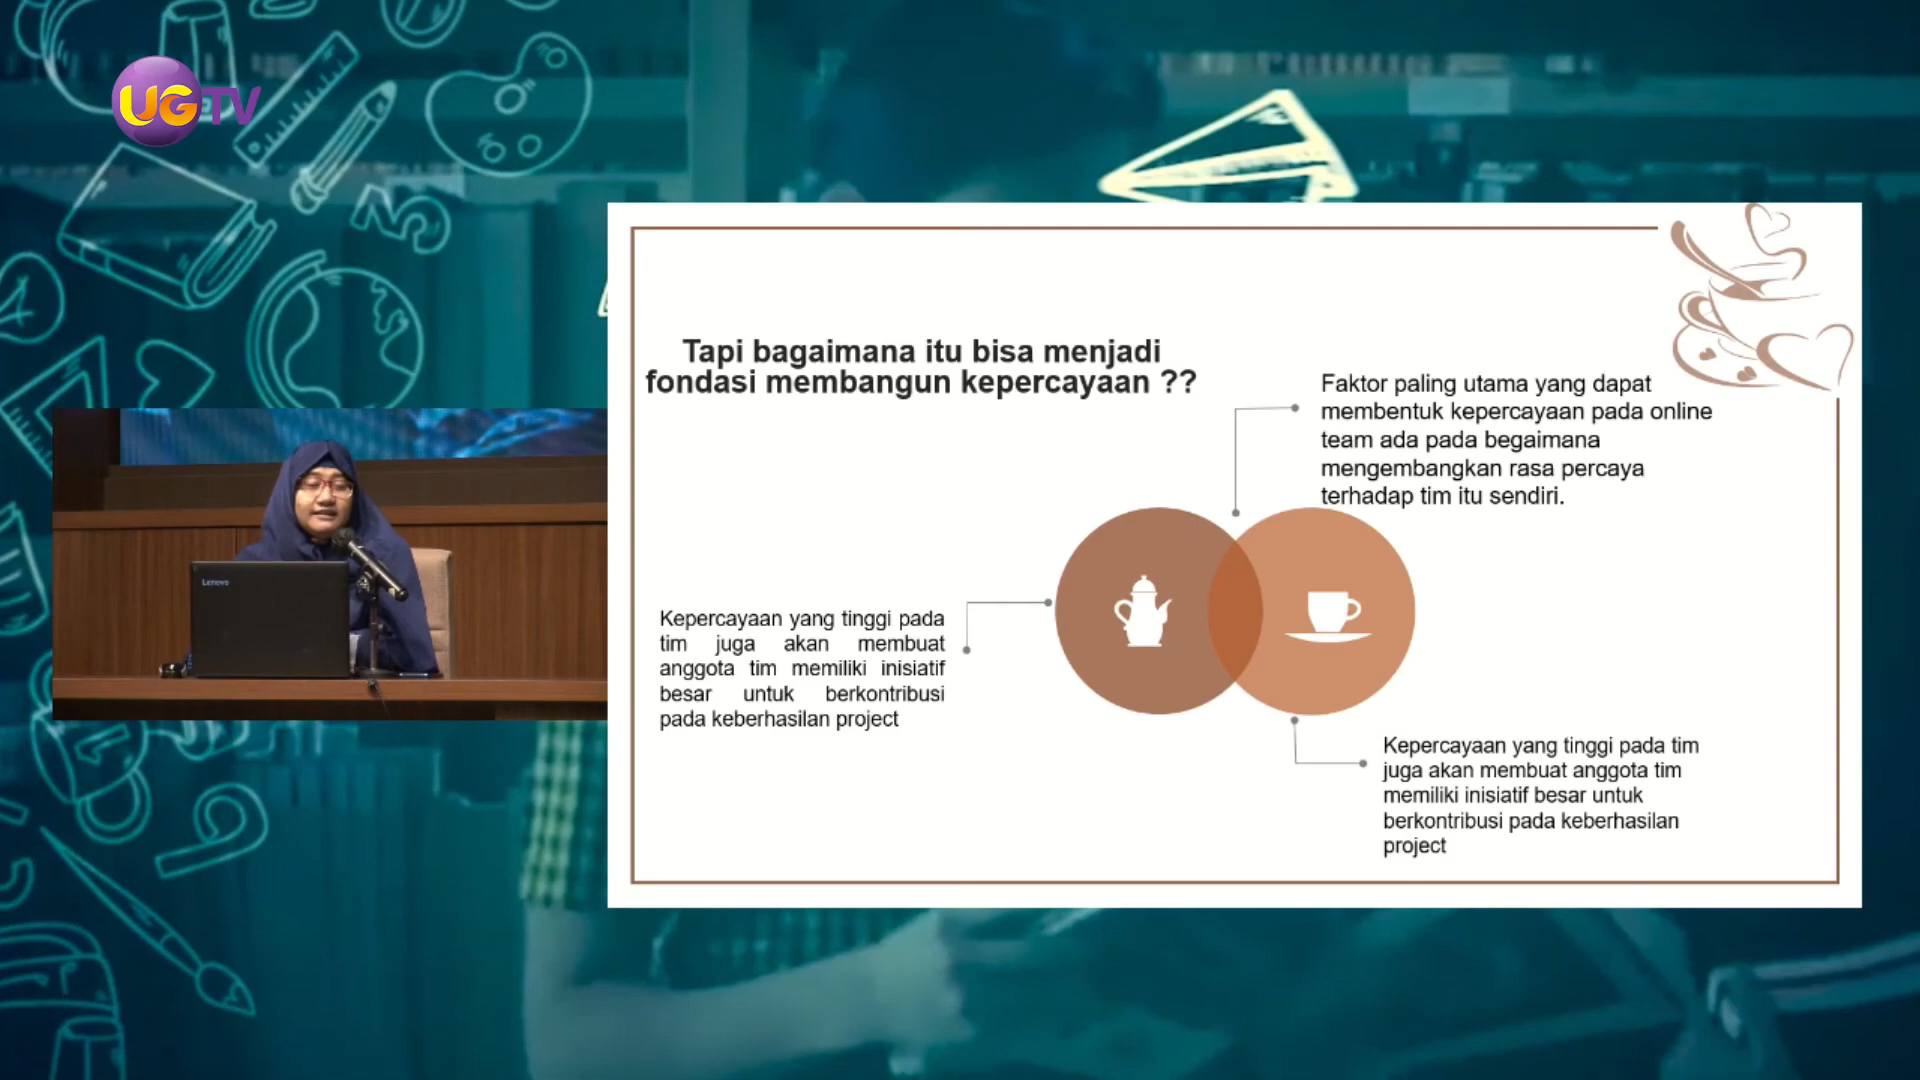 UGTV
Tapi bagaimana itu bisa menjadi
fondasi membangun kepercayaan ??
Faktor paling utama yang dapat
membentuk kepercayaan pada online
team ada pada begaimana
mengembangkan rasa percaya
terhadap tim itu sendiri.
Kepercayaan yang tinggi pada
tim juga akan membuat
anggota tim memiliki inisiatif
besar untuk berkontribusi
pada keberhasilan project
Kepercayaan yang tinggi pada tim
juga akan membuat anggota tim
memiliki inisiatif besar untuk
berkontribusi pada keberhasilan
project
Lenovo